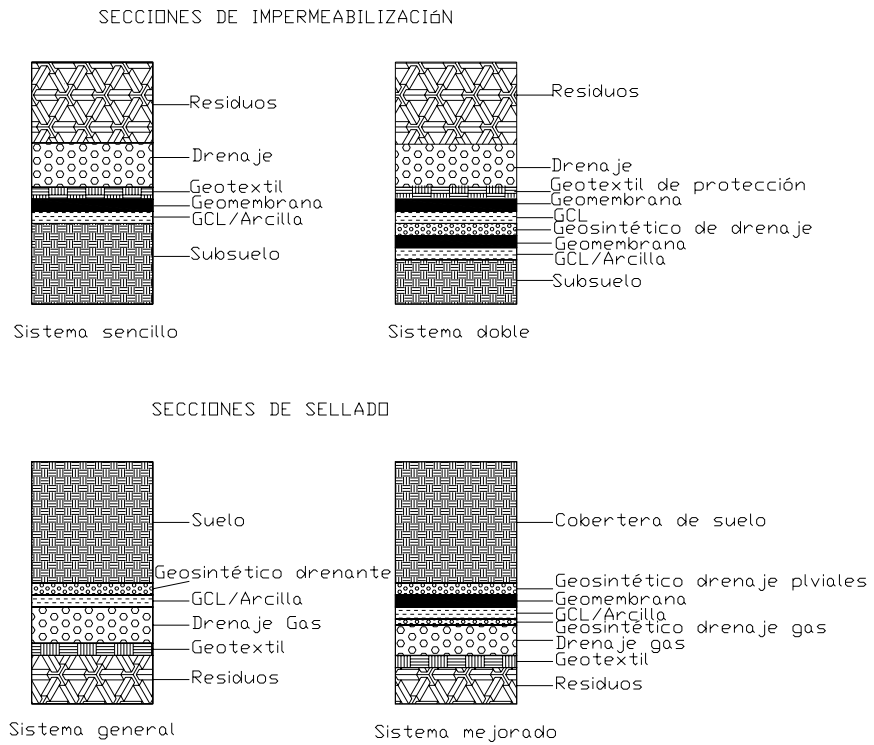 SECCIONES DE IMPERMEABILIZACIóN
Residuos
Drenaje
Geotextil
Geomembrana
GCL/Arcilla
Subsuelo
Sistema sencillo
Residuos
Drenaje
Geotextil de protección
Geomembrana
GCL
Geosintético de drenaje
Geomembrana
GCL/Arcilla
Subsuelo
Sistema doble
SECCIONES DE SELLADO
Suelo
Geosintético drenante
GCL/Arcilla
Drenaje Gas
Geotextil
Residuos
Sistema general
Cobertera de suelo
Geosintético drenaje plviales
Geomembrana
GCL/Arcilla
Geosintético drenaje gas
Drenaje gas
Geotextil
Residuos
Sistema mejorado